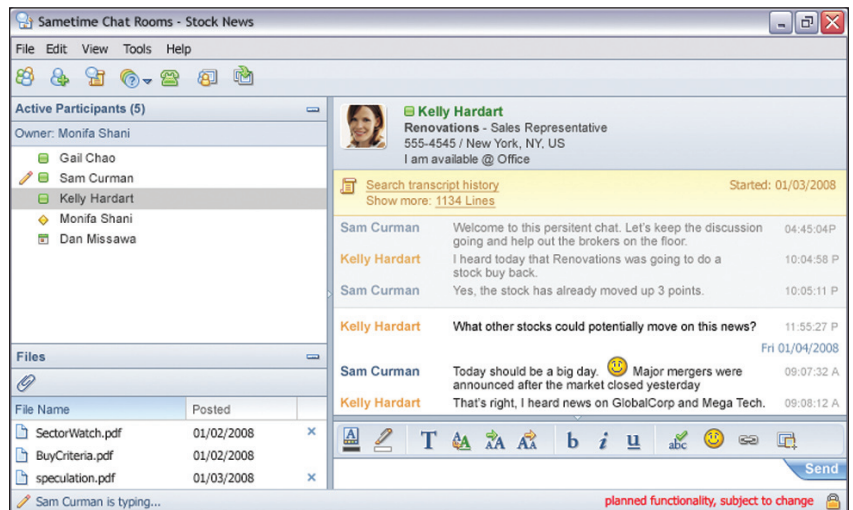 Sametime Chat Rooms - Stock News
File Edit View Tools Help
Active Participants (5)
Owner: Monifa Shani
Gail Chao
Sam Curman
Kelly Hardart
Monifa Shani
Dan Missawa
Files
File Name Posted
SectorWatch.pdf 01/02/2008
BuyCriteria.pdf 01/02/2008
speculation.pdf 01/03/2008
Sam Curman is typing...
Kelly Hardart
Renovations - Sales Representative
555-4545 / New York, NY, US
I am available @ Office
Search transcript history Started: 01/03/2008
Show more: 1134 Lines
Sam Curman Welcome to this persitent chat. Let's keep the discussion 04:45:04P
going and help out the brokers on the floor.
Kelly Hardart I heard today that Renovations was going to do a 10:04:58 P
stock buy back.
Sam Curman Yes, the stock has already moved up 3 points. 10:05:11 P
Kelly Hardart What other stocks could potentially move on this news? 11:55:27 P
Fri 01/04/2008
Sam Curman Today should be a big day. Major mergers were 09:07:32 A
announced after the market closed yesterday
Kelly Hardart That's right, I heard news on GlobalCorp and Mega Tech. 09:08:12 A
A T AA AA AA b i u abc
Send
planned functionality, subject to change